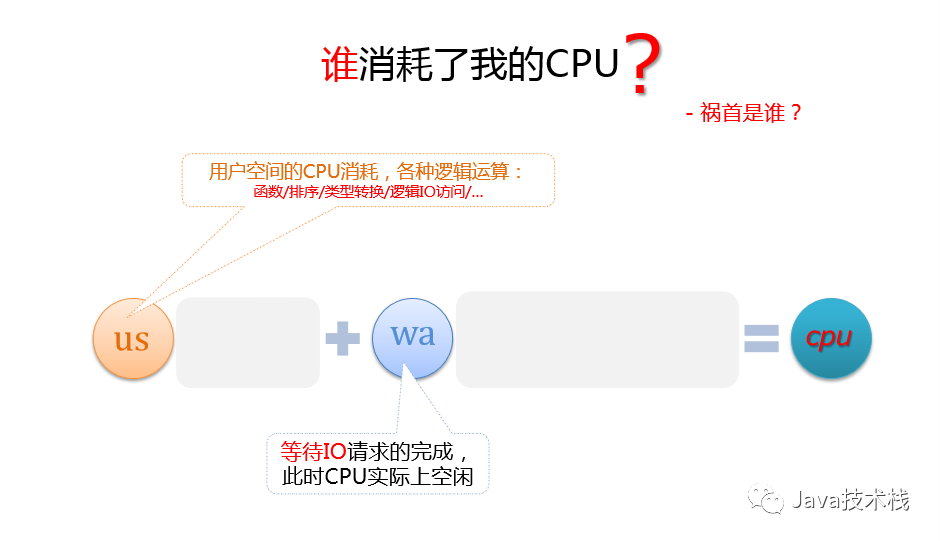 谁消耗了我的CPU?
- 祸首是谁？
用户空间的CPU消耗，各种逻辑运算：
函数/排序/类型转换/逻辑IO访问/...
us
+
wa
=
cpu
等待IO请求的完成，
此时CPU实际上空闲
Java技术栈